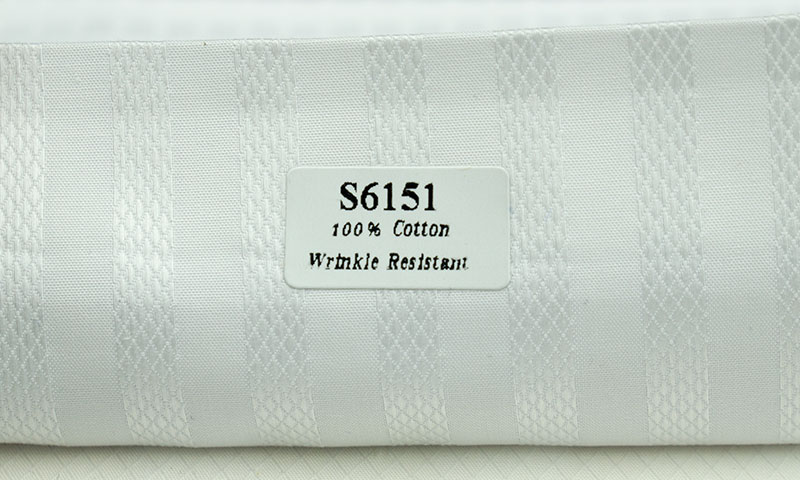 S6151
100% Cotton
Wrinkle Resistant